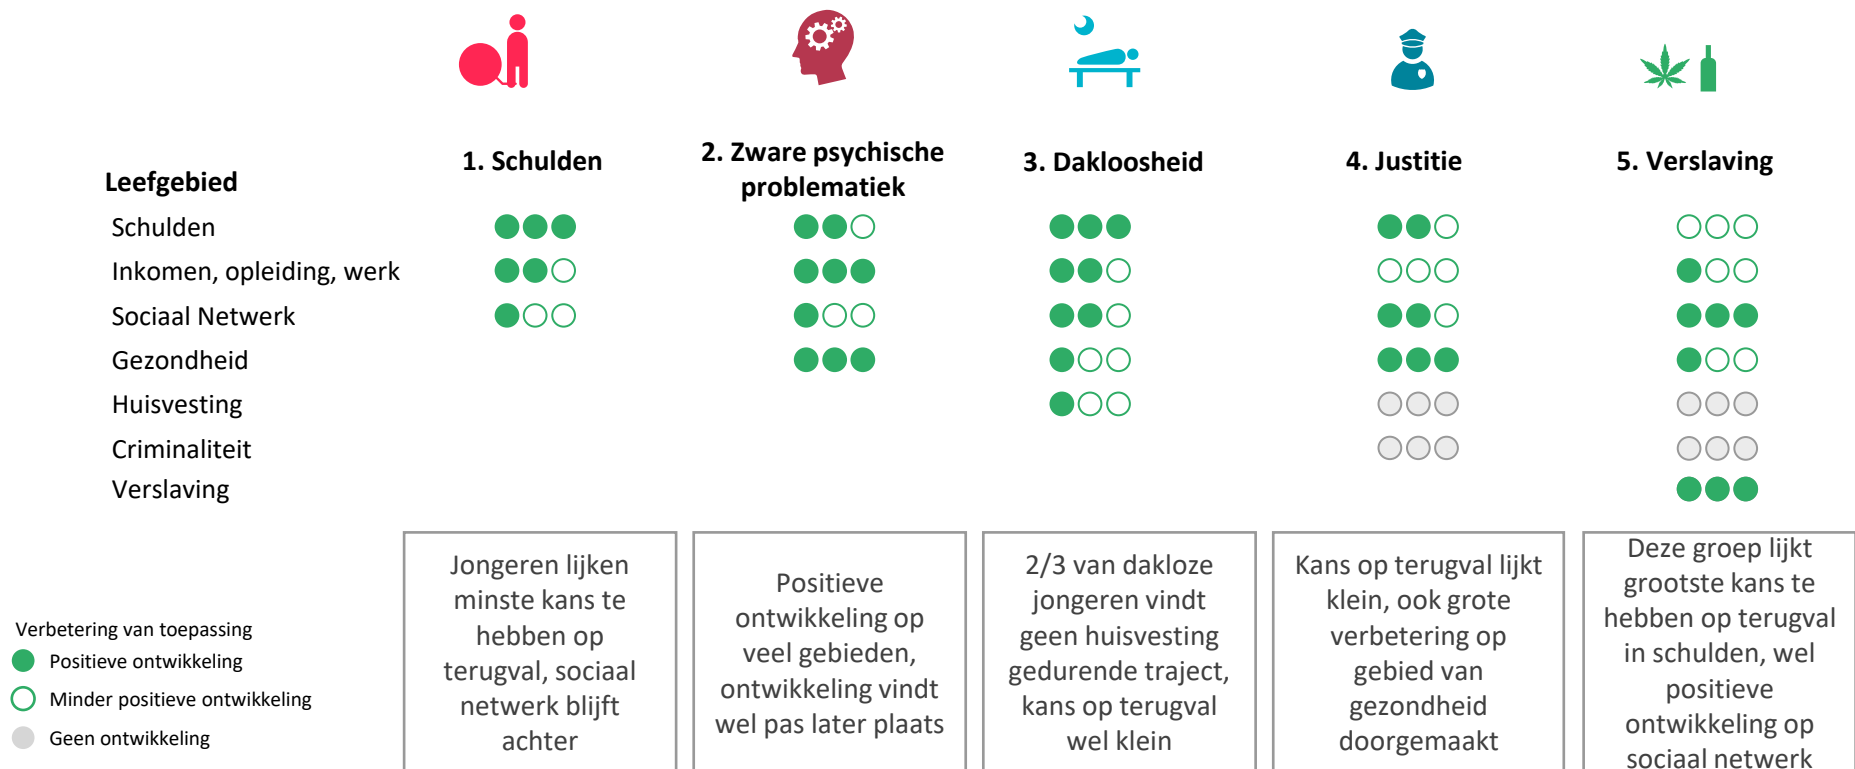 1. Schulden
2. Zware psychische
problematiek
3. Dakloosheid
4. Justitie
5. Verslaving
Leefgebied
Schulden
Inkomen, opleiding, werk
Sociaal Netwerk
Gezondheid
Huisvesting
Criminaliteit
Verslaving
Jongeren lijken
minste kans te
hebben op
terugval, sociaal
netwerk blijft
achter
Positieve
ontwikkeling op
veel gebieden,
ontwikkeling vindt
wel pas later plaats
2/3 van dakloze
jongeren vindt
geen huisvesting
gedurende traject,
kans op terugval
wel klein
Kans op terugval lijkt
klein, ook grote
verbetering op
gebied van
gezondheid
doorgemaakt
Deze groep lijkt
grootste kans te
hebben op terugval
in schulden, wel
positieve
ontwikkeling op
sociaal netwerk
Verbetering van toepassing
Positieve ontwikkeling
Minder positieve ontwikkeling
Geen ontwikkeling